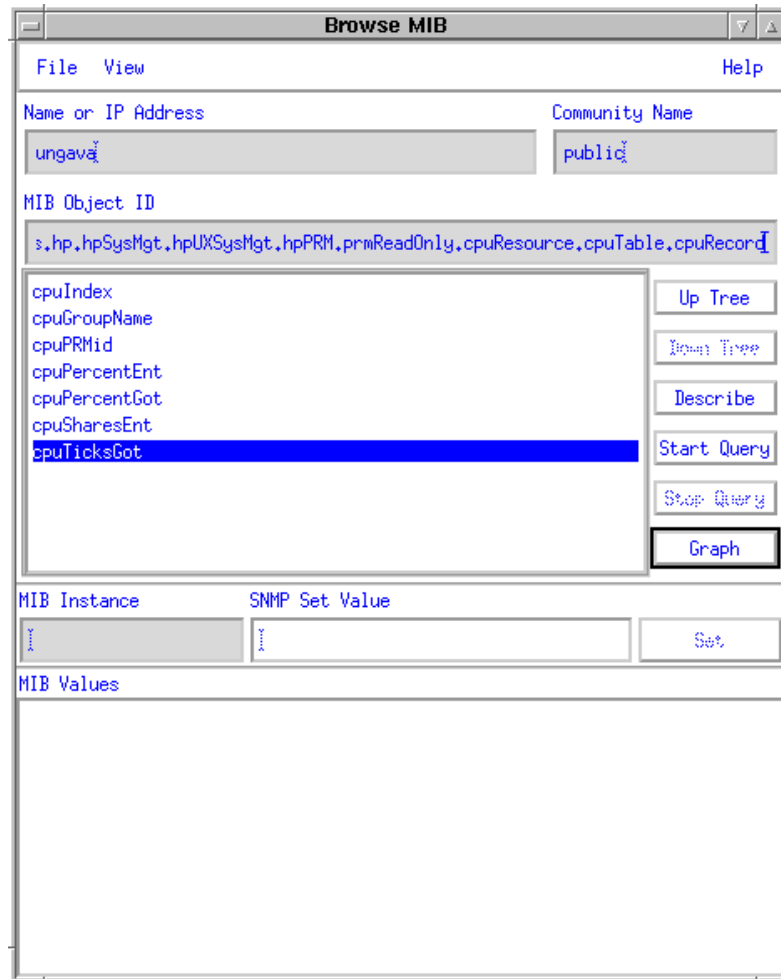 Browse MIB
File View Help
Name or IP Address Community Name
ungava public
MIB Object ID
s.hp.hpSysMgt.hpUXSysMgt.hpPRM.prmReadOnly.cpuResource.cpuTable.cpuRecord
cpuIndex
cpuGroupName
cpuPRMid
cpuPercentEnt
cpuPercentGot
cpuSharesEnt
cpuTicksGot
Up Tree
Down Tree
Describe
Start Query
Stop Query
Graph
MIB Instance SNMP Set Value
Set
MIB Values